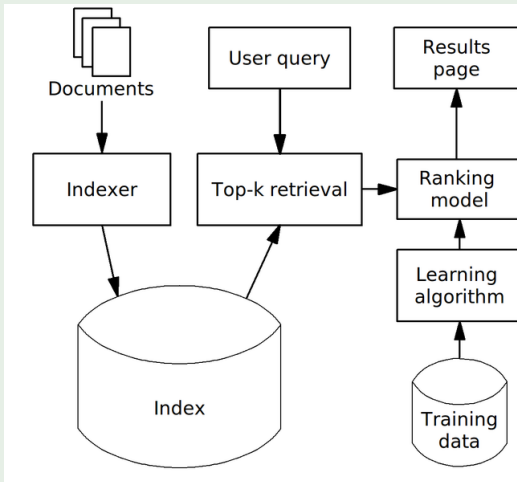 Documents
User query
Results
page
Indexer
Top-k retrieval
Ranking
model
Learning
algorithm
Index
Training
data